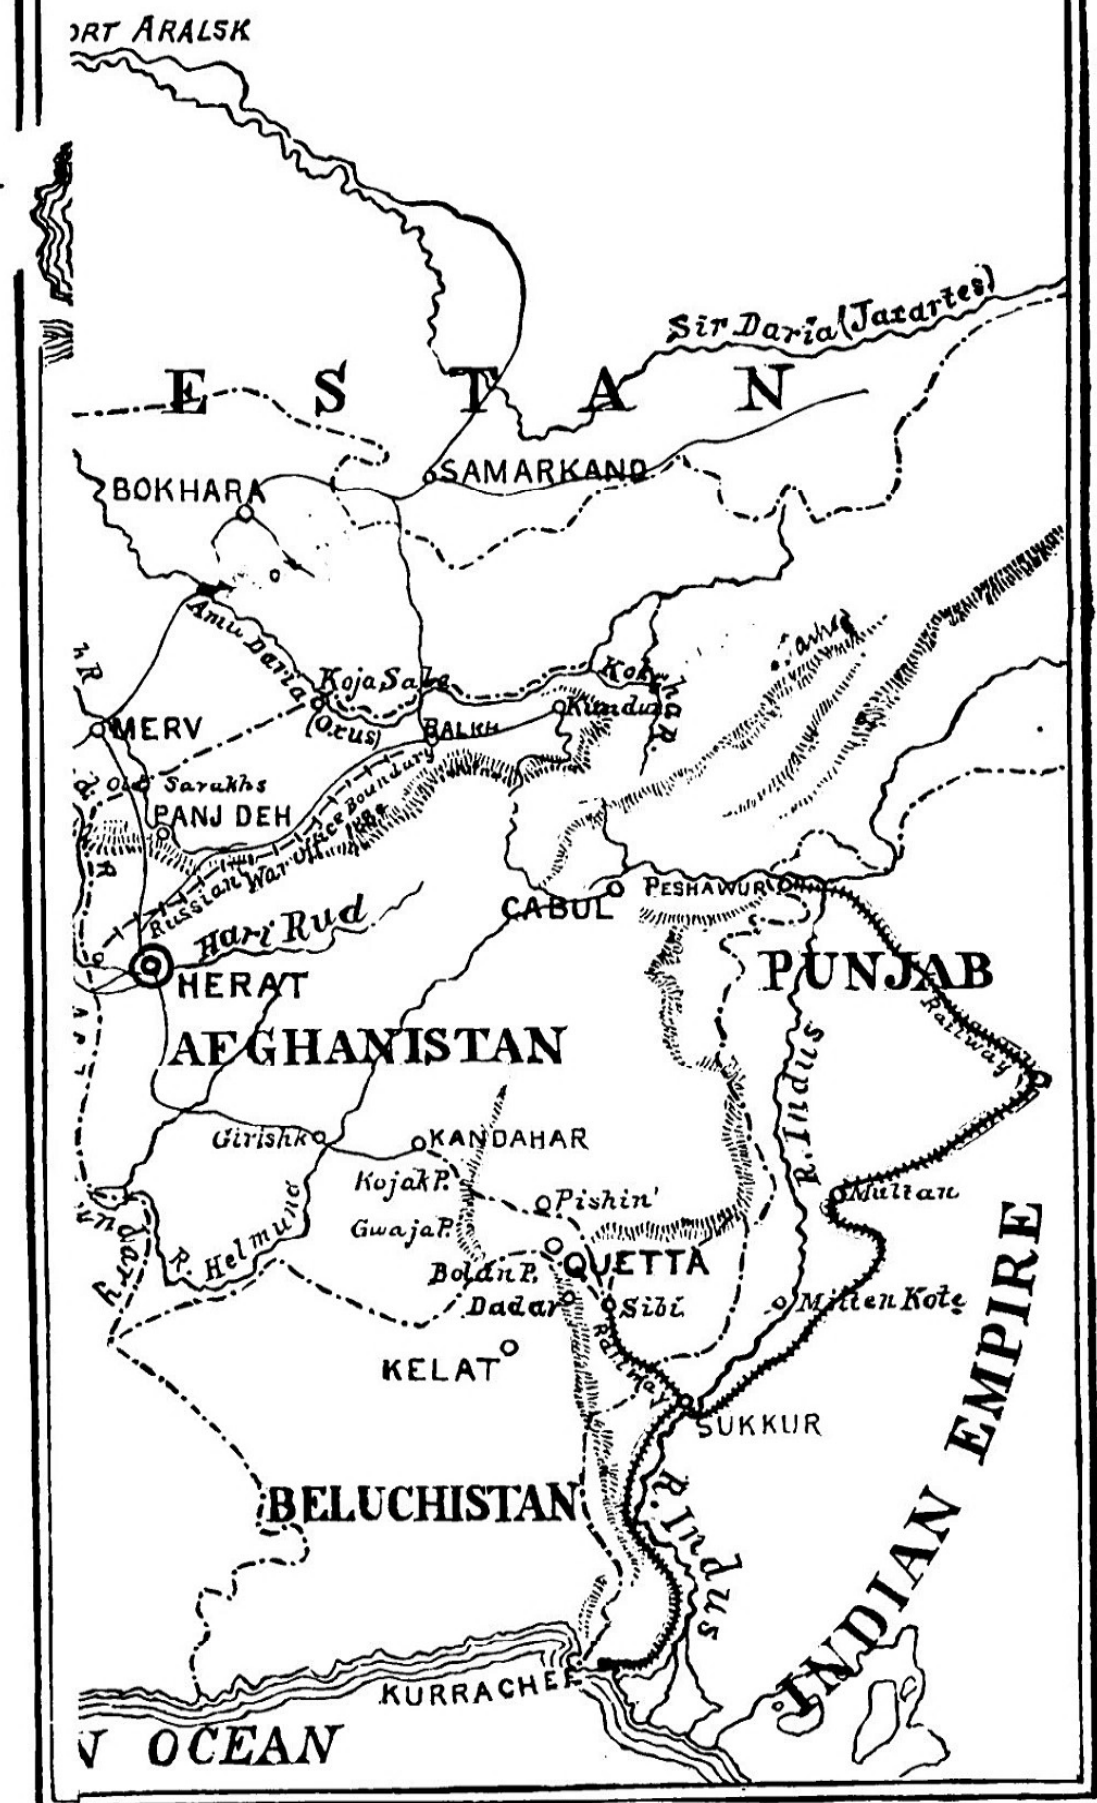 ORT ARALSK
Sir Daria (Jaxartes)
ESTAN
SAMARKAND
BOKHARA
Amu Daria
(Oxus)
Koja Sale
h R
MERV
BALKH
Kunduz
R.
Old Sarakhs
PANJ DEH
Russian War Office Boundary
R
Hari Rud
HERAT
CABUL
PESHAWUR
PUNJAB
Railway
AFGHANISTAN
R. Indus
Girishk
KANDAHAR
Kojak P.
Pishin
Gwaja P.
Multan
R. Helmund
Bolan P.
QUETTA
Dadar
Sibi
Mitten Kote
Railway
KELAT
SUKKUR
BELUCHISTAN
R. Indus
INDIAN EMPIRE
KURRACHEE
N OCEAN